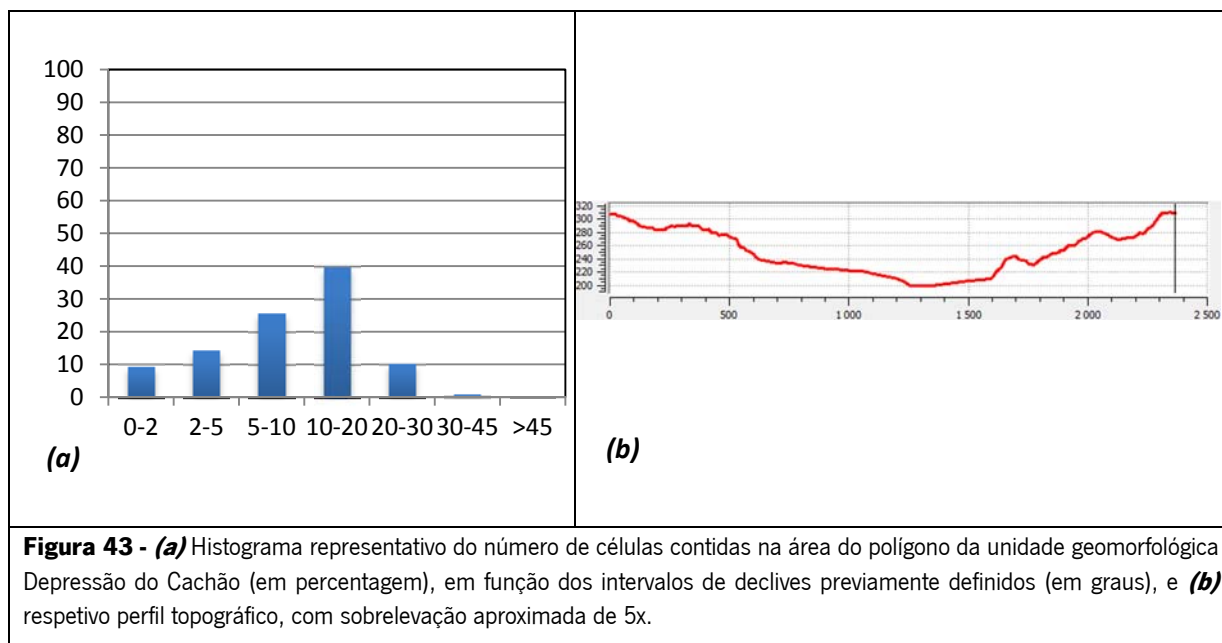 100
90
80
70
60
50
40
30
20
10
0
0-2 2-5 5-10 10-20 20-30 30-45 >45
(a)
320
300
280
260
240
220
200
0 500 1 000 1 500 2 000 2 500
(b)
Figura 43 - (a) Histograma representativo do número de células contidas na área do polígono da unidade geomorfológica
Depressão do Cachão (em percentagem), em função dos intervalos de declives previamente definidos (em graus), e (b)
respetivo perfil topográfico, com sobrelevação aproximada de 5x.